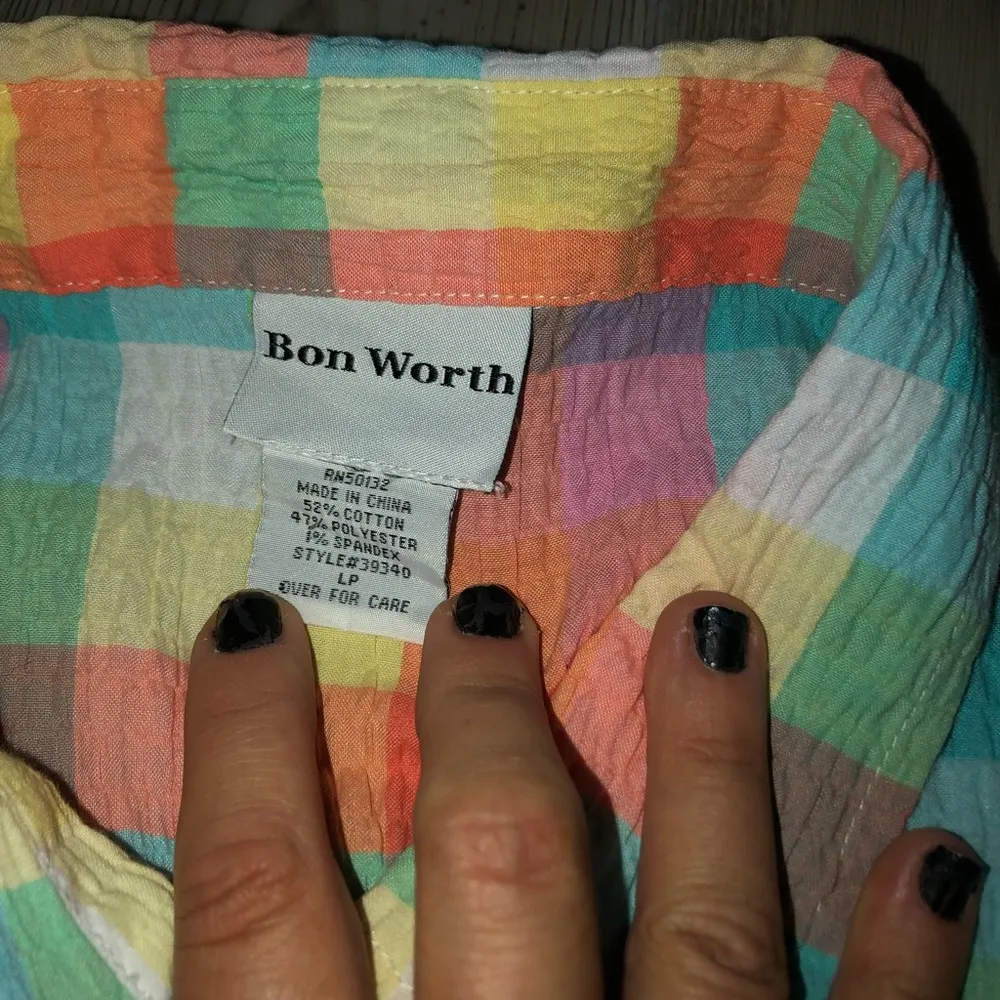 Bon Worth
RN50132
MADE IN CHINA
52% COTTON
47% POLYESTER
1% SPANDEX
STYLE#39340
LP
OVER FOR CARE